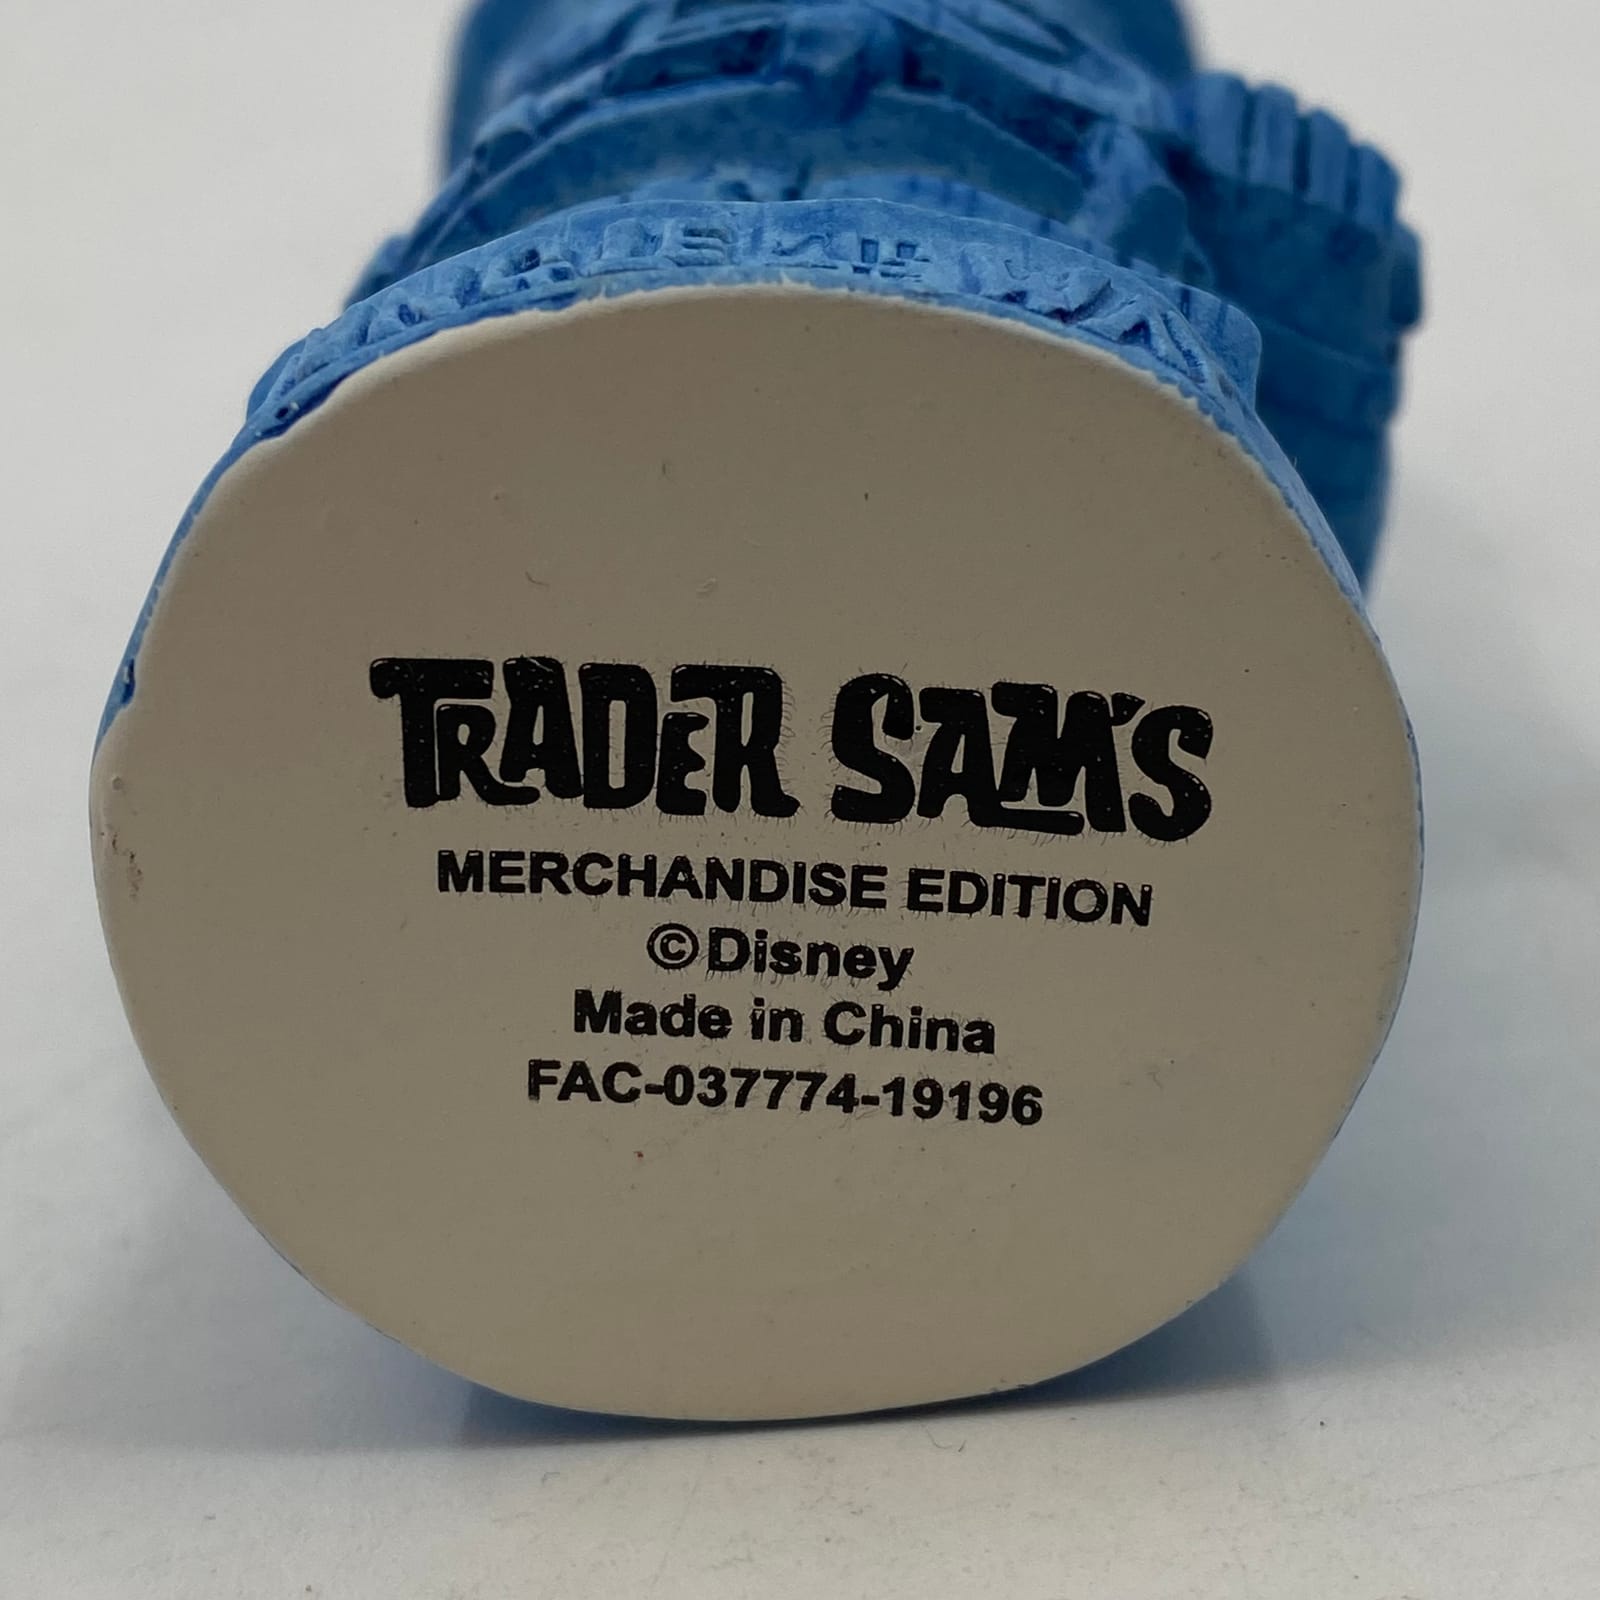 TRADER SAM'S
MERCHANDISE EDITION
©Disney
Made in China
FAC-037774-19196